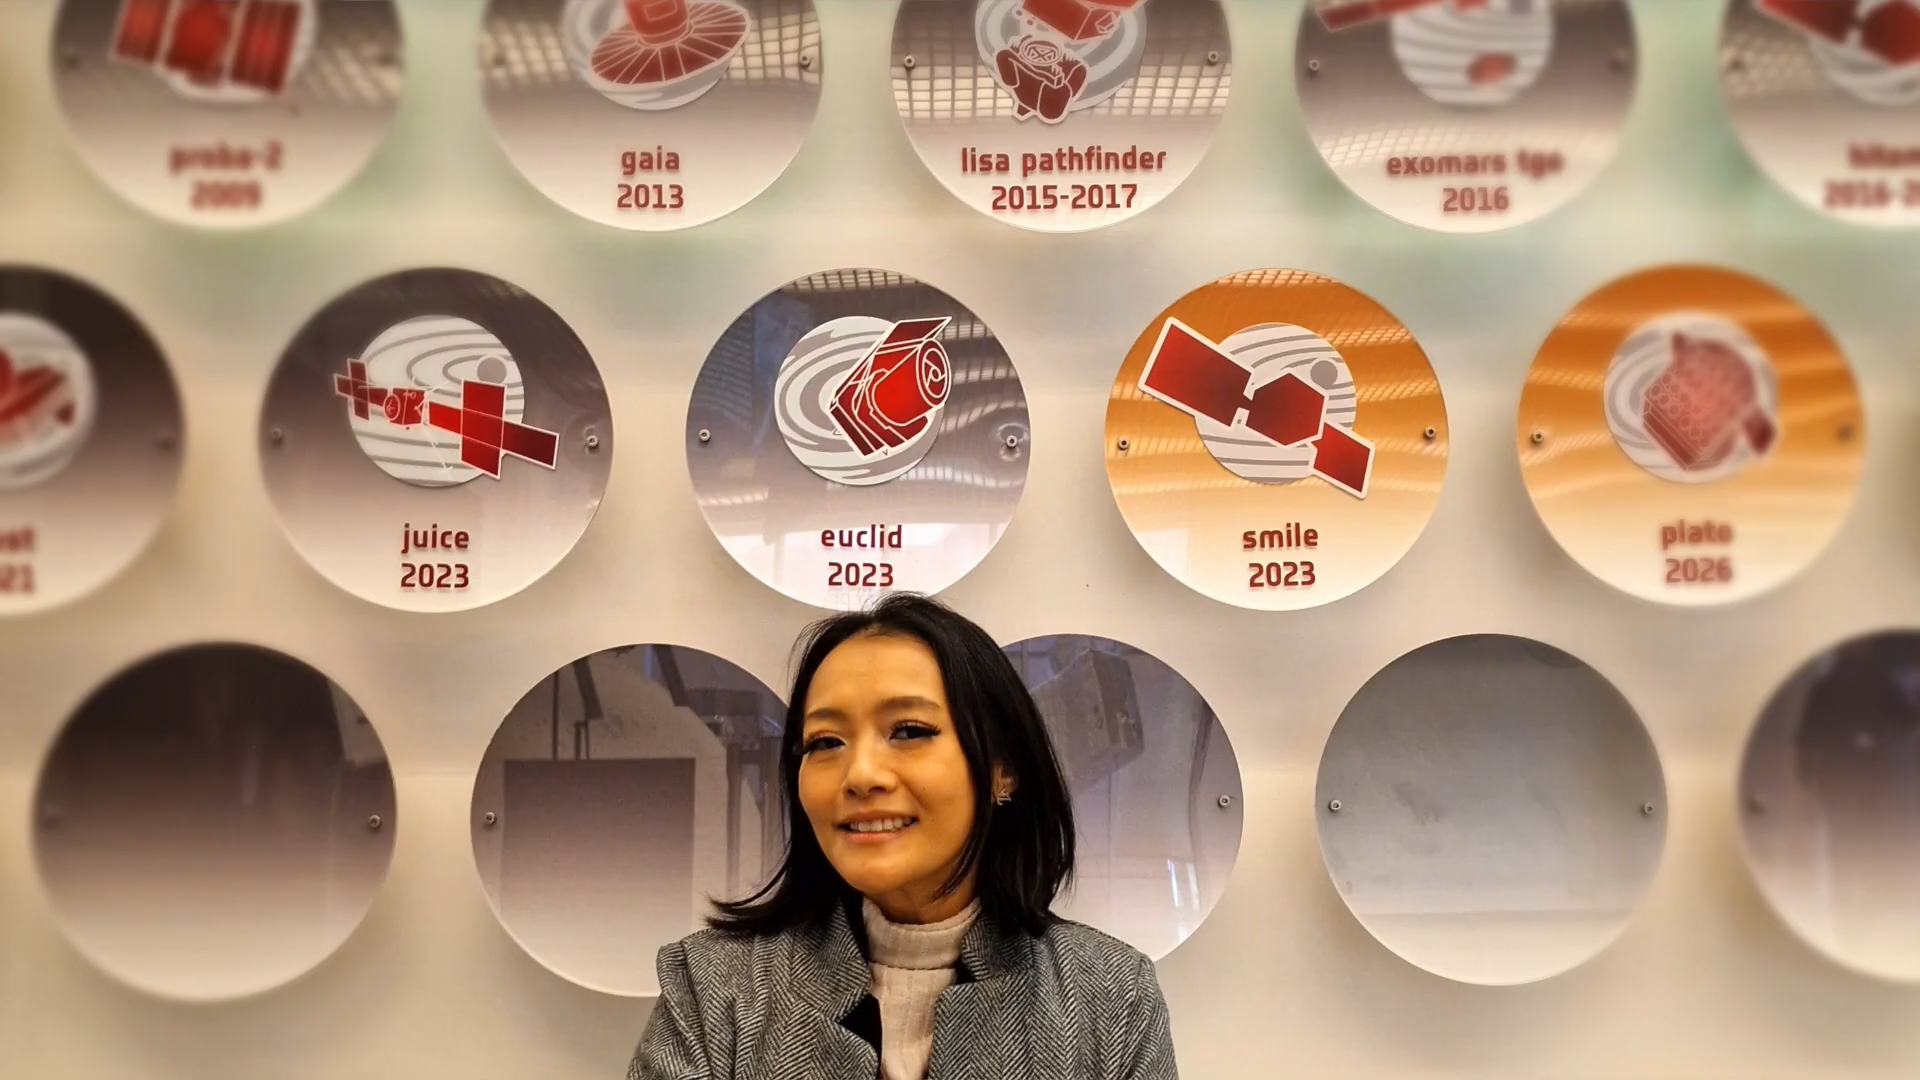 proba-2
2009
gaia
2013
lisa pathfinder
2015-2017
exomars tgo
2016
juice
2023
euclid
2023
smile
2023
plato
2026